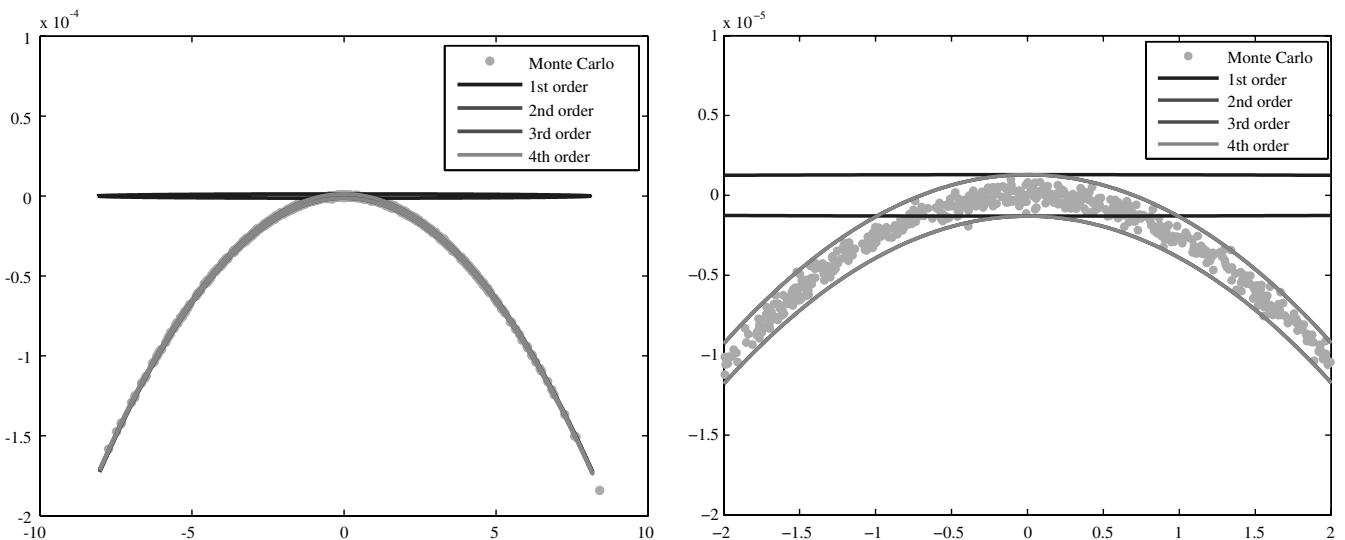 x 10-4
1
0.5
0
-0.5
-1
-1.5
-2
-10
-5
0
5
10
Monte Carlo
1st order
2nd order
3rd order
4th order
x 10−5
1
0.5
0
−0.5
−1
−1.5
−2
−2
−1.5
−1
−0.5
0
0.5
1
1.5
2
Monte Carlo
1st order
2nd order
3rd order
4th order